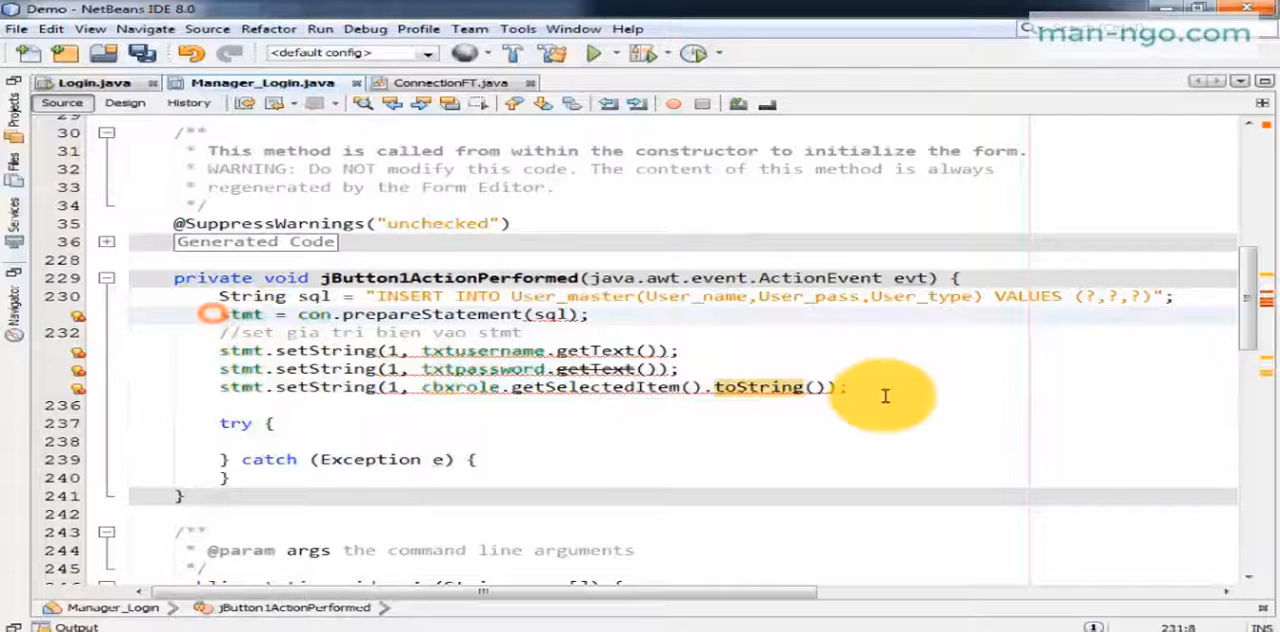 Demo - NetBeans IDE 8.0
File Edit View Navigate Source Refactor Run Debug Profile Team Tools Window Help
man-ngo.com
<default config>
Login.java Manager_Login.java ConnectionFT.java
Source Design History
Projects
Files
Services
Navigator
29
30 /**
31 * This method is called from within the constructor to initialize the form.
32 * WARNING: Do NOT modify this code. The content of this method is always
33 * regenerated by the Form Editor.
34 */
35 @SuppressWarnings("unchecked")
36 Generated Code
228
229 private void jButton1ActionPerformed(java.awt.event.ActionEvent evt) {
230 String sql = "INSERT INTO User_master(User_name,User_pass,User_type) VALUES (?,?,?)";
stmt = con.prepareStatement(sql);
232 //set gia tri bien vao stmt
stmt.setString(1, txtusername.getText());
stmt.setString(1, txtpassword.getText());
stmt.setString(1, cbxrole.getSelectedItem().toString());
236
237 try {
238
239 } catch (Exception e) {
240 }
241 }
242
243 /**
244 * @param args the command line arguments
245 */
Manager_Login jButton1ActionPerformed
Output
231:8 INS